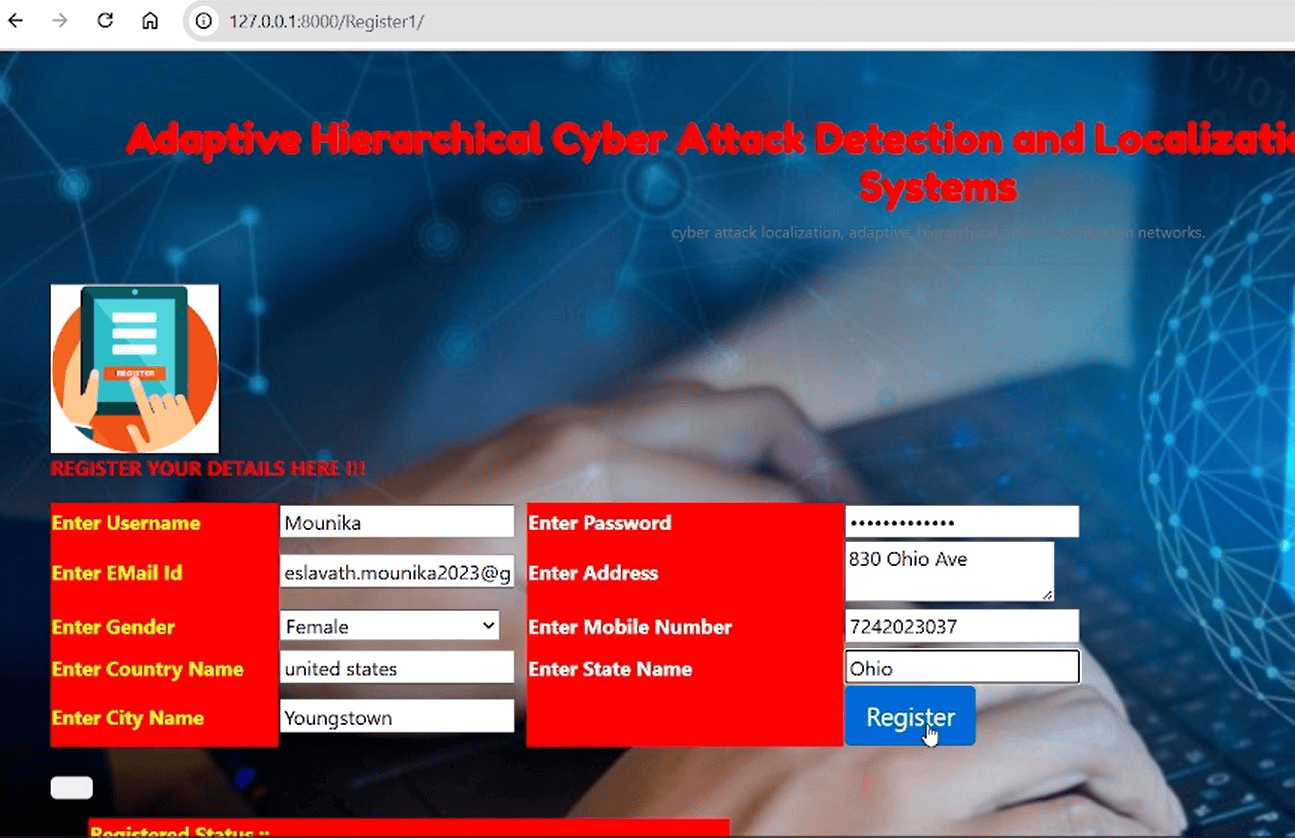 127.0.0.1:8000/Register1/
Adaptive Hierarchical Cyber Attack Detection and
Systems
cyber attack localization, adaptive, hierarchical networks.
REGISTER
REGISTER YOUR DETAILS HERE !!!
Enter Username Mounika Enter Password •••••••••••••
Enter EMail Id eslavath.mounika2023@g Enter Address 830 Ohio Ave
Enter Gender Female Enter Mobile Number 7242023037
Enter Country Name united states Enter State Name Ohio
Enter City Name Youngstown Register
Registered Status ::